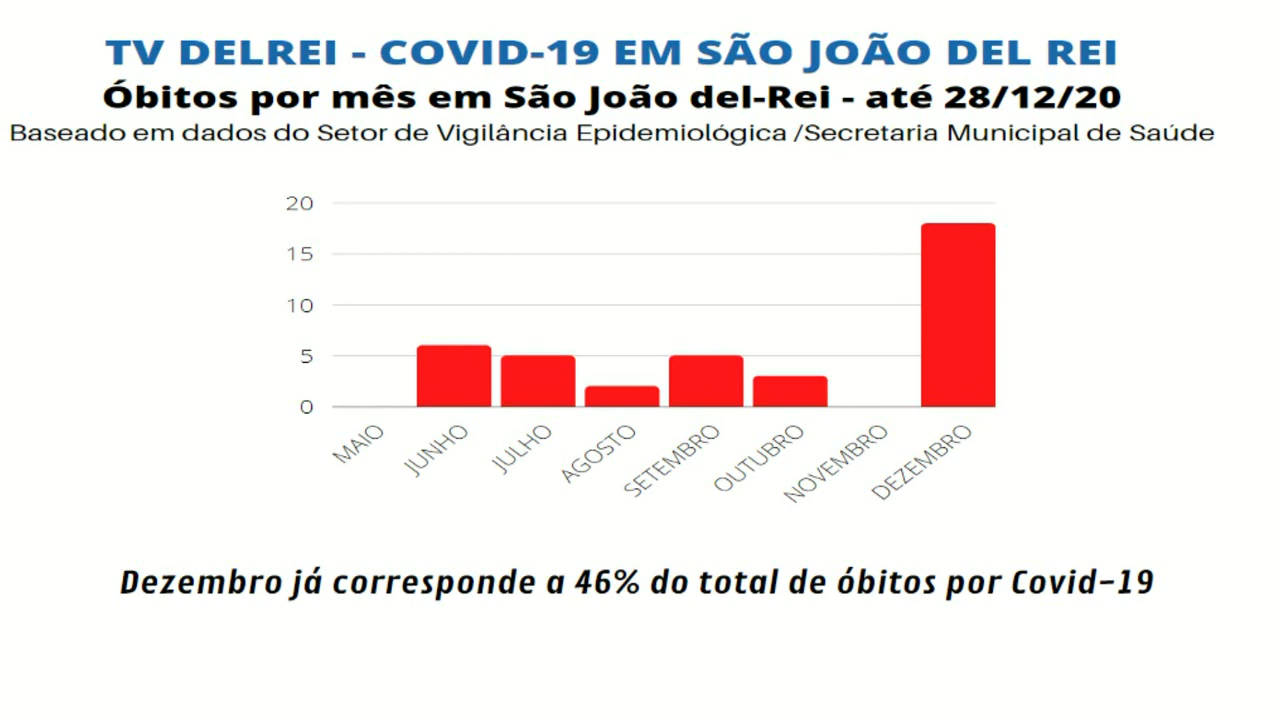 TV DELREI - COVID-19 EM SÃO JOÃO DEL REI
Óbitos por mês em São João del-Rei - até 28/12/20
Baseado em dados do Setor de Vigilância Epidemiológica /Secretaria Municipal de Saúde
20
15
10
5
0
MAIO
JUNHO
JULHO
AGOSTO
SETEMBRO
OUTUBRO
NOVEMBRO
DEZEMBRO
Dezembro já corresponde a 46% do total de óbitos por Covid-19